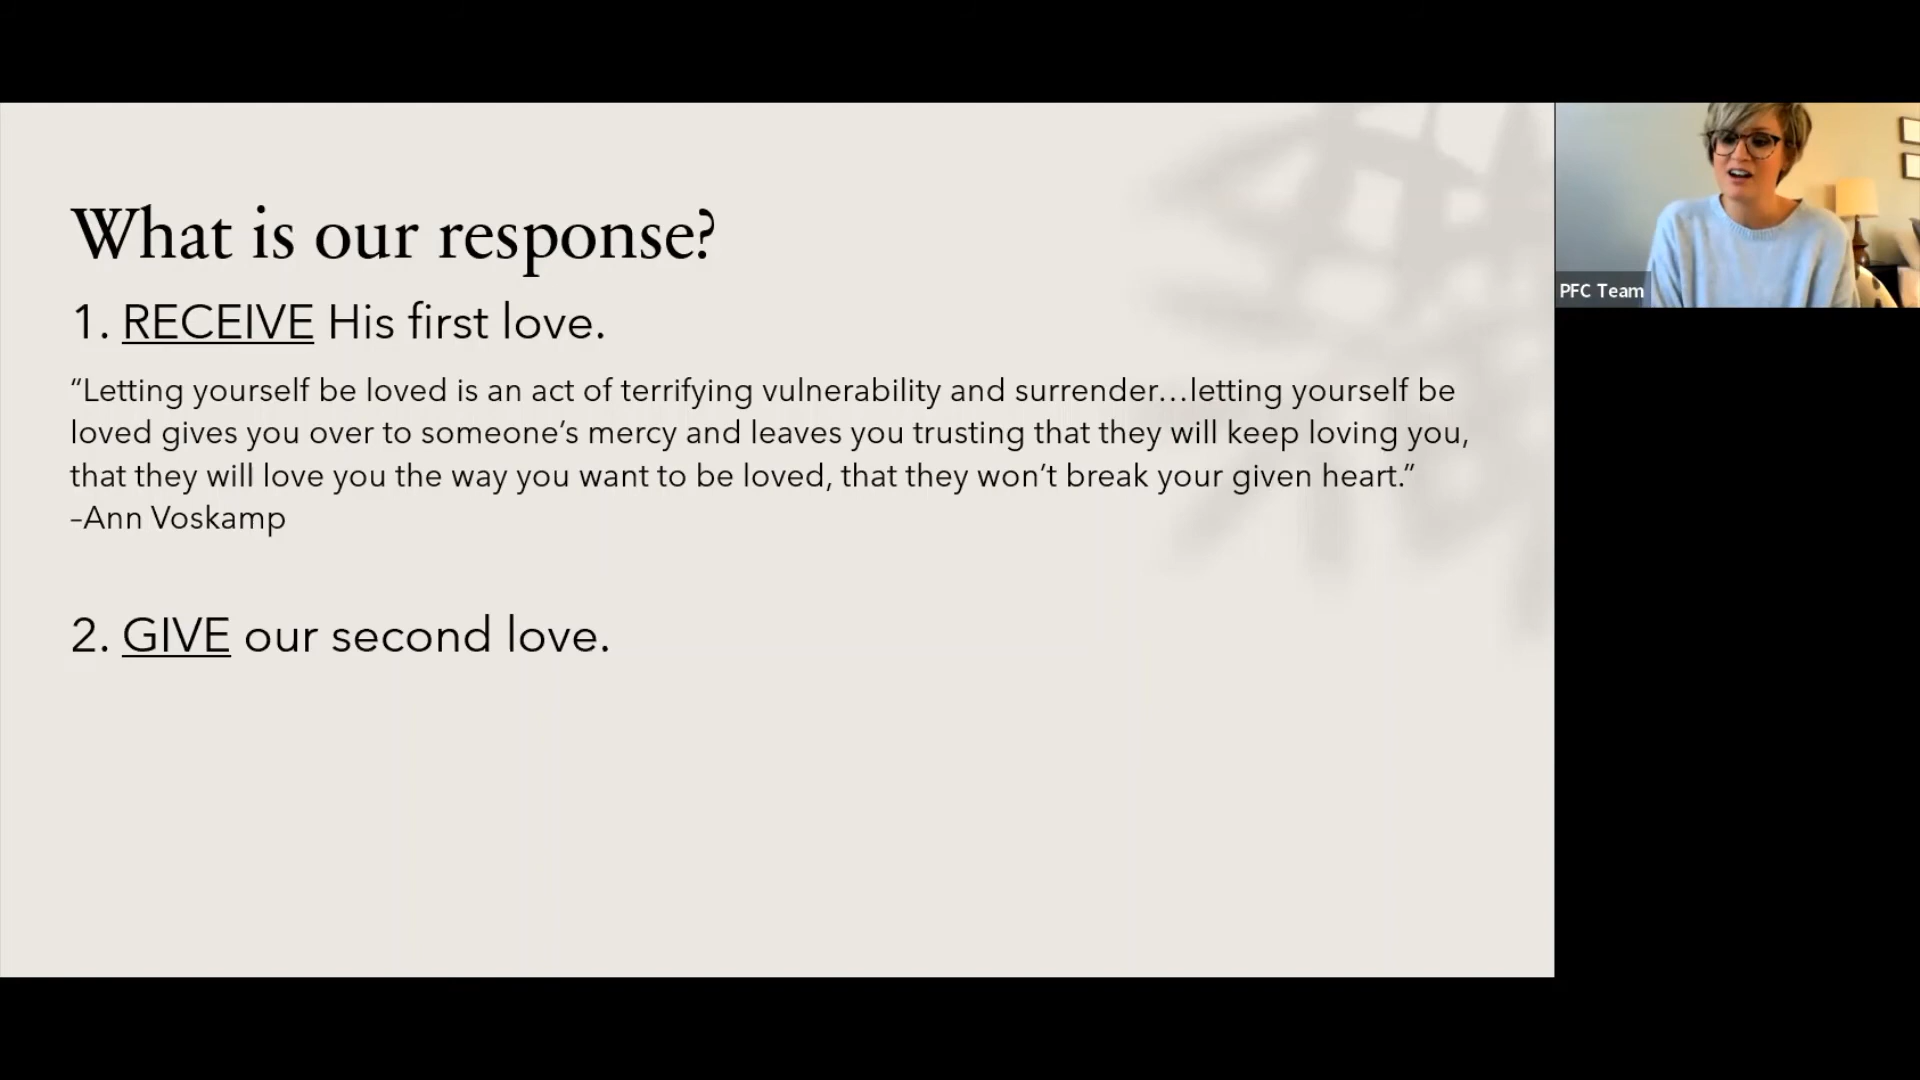 What is our response?
1. RECEIVE His first love.
“Letting yourself be loved is an act of terrifying vulnerability and surrender…letting yourself be
loved gives you over to someone’s mercy and leaves you trusting that they will keep loving you,
that they will love you the way you want to be loved, that they won’t break your given heart.”
–Ann Voskamp
2. GIVE our second love.
PFC Team